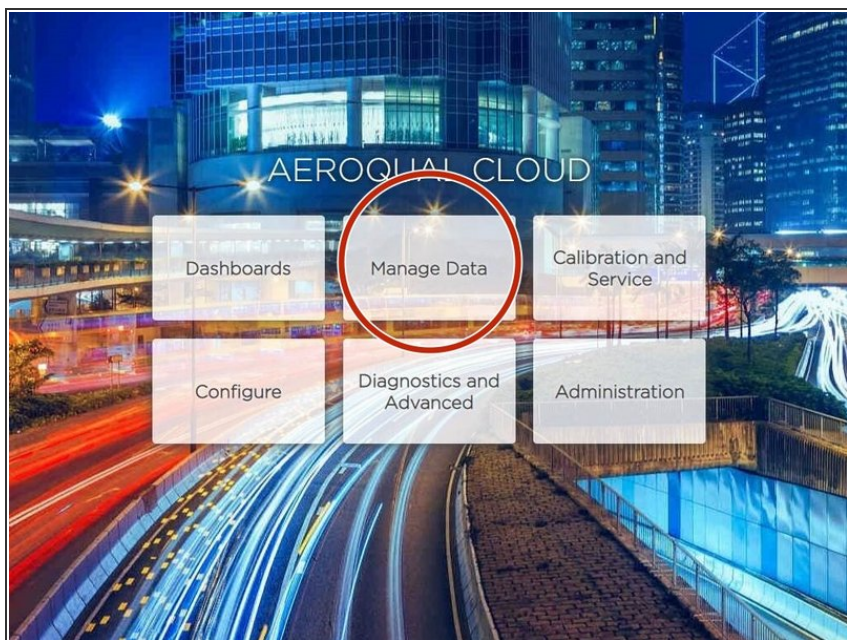 AEROQUAL CLOUD
Dashboards
Manage Data
Calibration and
Service
Configure
Diagnostics and
Advanced
Administration